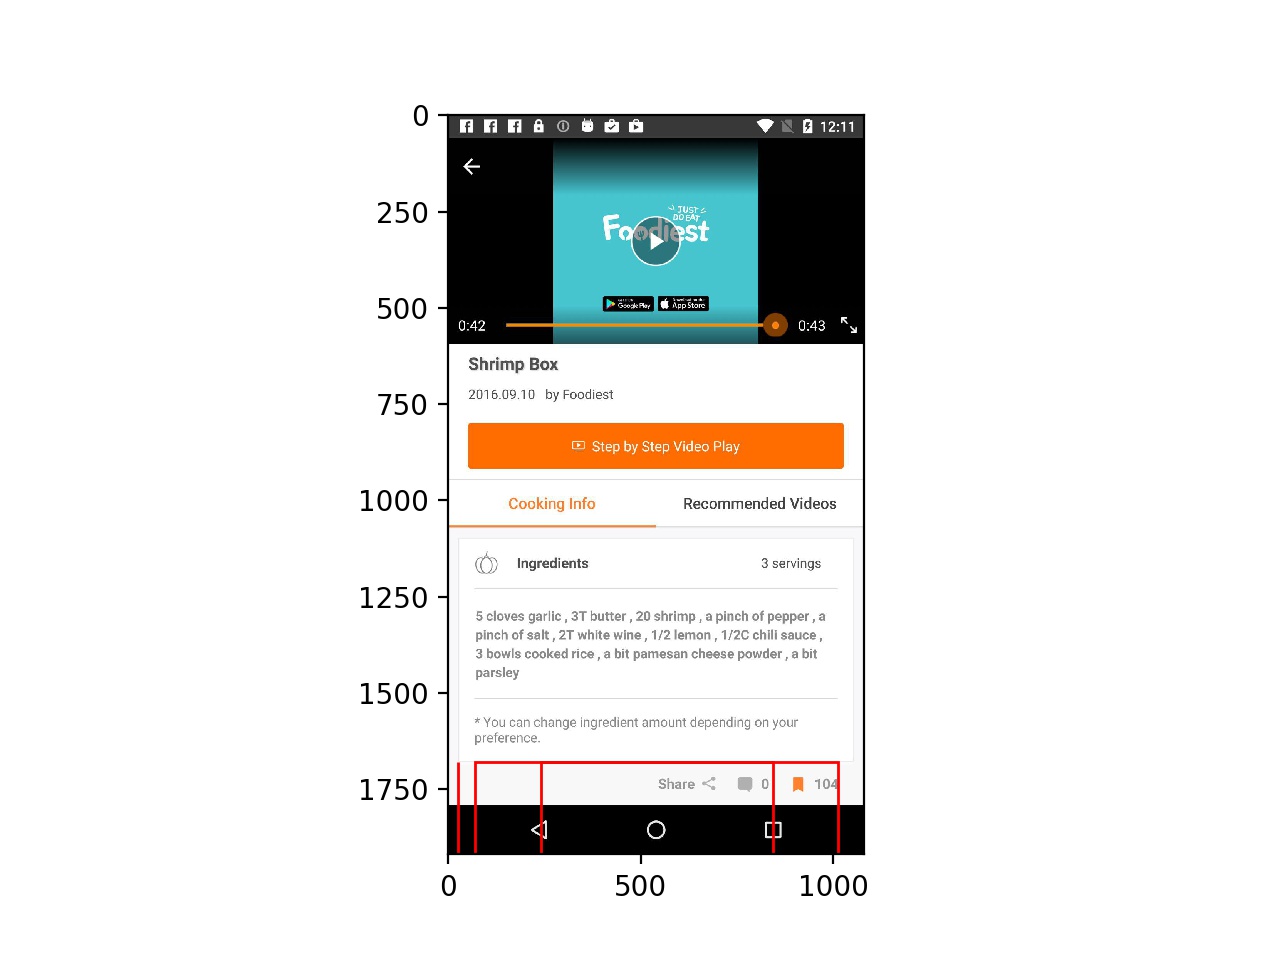 0
12:11
250
JUST
DO EAT
Foodiest
Google Play
App Store
500
0:42
0:43
Shrimp Box
750
2016.09.10 by Foodiest
Step by Step Video Play
1000
Cooking Info
Recommended Videos
Ingredients
3 servings
1250
5 cloves garlic , 3T butter , 20 shrimp , a pinch of pepper , a
pinch of salt , 2T white wine , 1/2 lemon , 1/2C chili sauce ,
3 bowls cooked rice , a bit pamesan cheese powder , a bit
parsley
1500
* You can change ingredient amount depending on your
preference.
1750
Share
0
104
0
500
1000